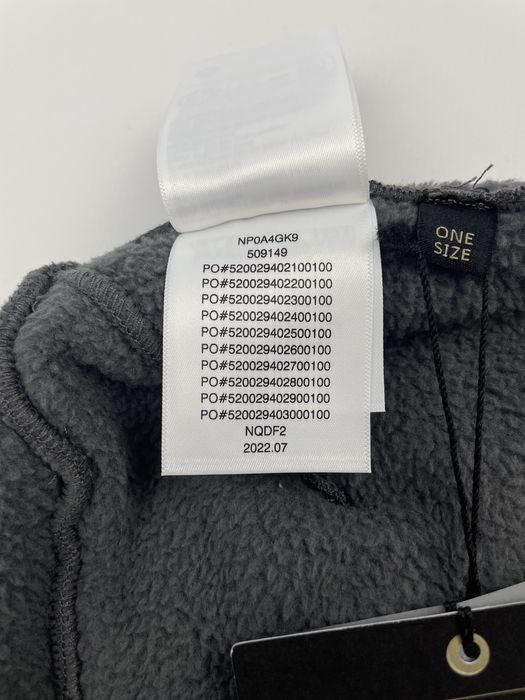 NP0A4GK9
509149
PO#520029402100100
PO#520029402200100
PO#520029402300100
PO#520029402400100
PO#520029402500100
PO#520029402600100
PO#520029402700100
PO#520029402800100
PO#520029402900100
PO#520029403000100
NQDF2
2022.07
ONE
SIZE